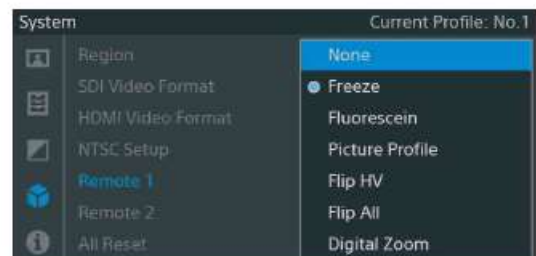 System Current Profile: No.1
Region
SDI Video Format
HDMI Video Format
NTSC Setup
Remote 1
Remote 2
All Reset
None
Freeze
Fluorescein
Picture Profile
Flip HV
Flip All
Digital Zoom